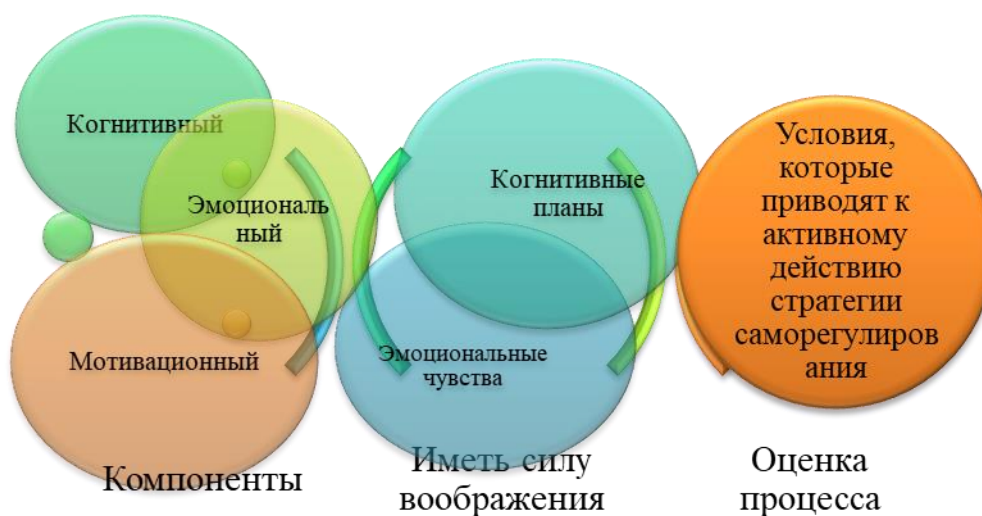 Когнитивный
Эмоциональ
ный
Мотивационный
Компоненты
Когнитивные
планы
Эмоциональные
чувства
Иметь силу
воображения
Условия,
которые
приводят к
активному
действию
стратегии
саморегулиров
ания
Оценка
процесса